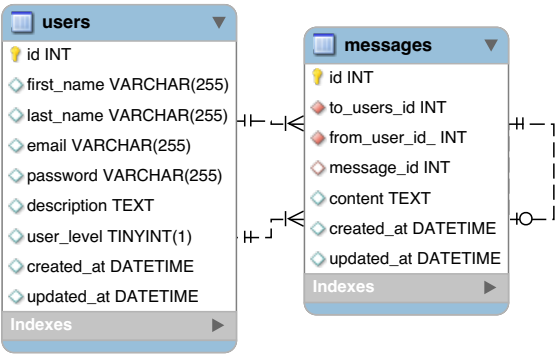 users
id INT
first_name VARCHAR(255)
last_name VARCHAR(255)
email VARCHAR(255)
password VARCHAR(255)
description TEXT
user_level TINYINT(1)
created_at DATETIME
updated_at DATETIME
Indexes
messages
id INT
to_users_id INT
from_user_id_ INT
message_id INT
content TEXT
created_at DATETIME
updated_at DATETIME
Indexes